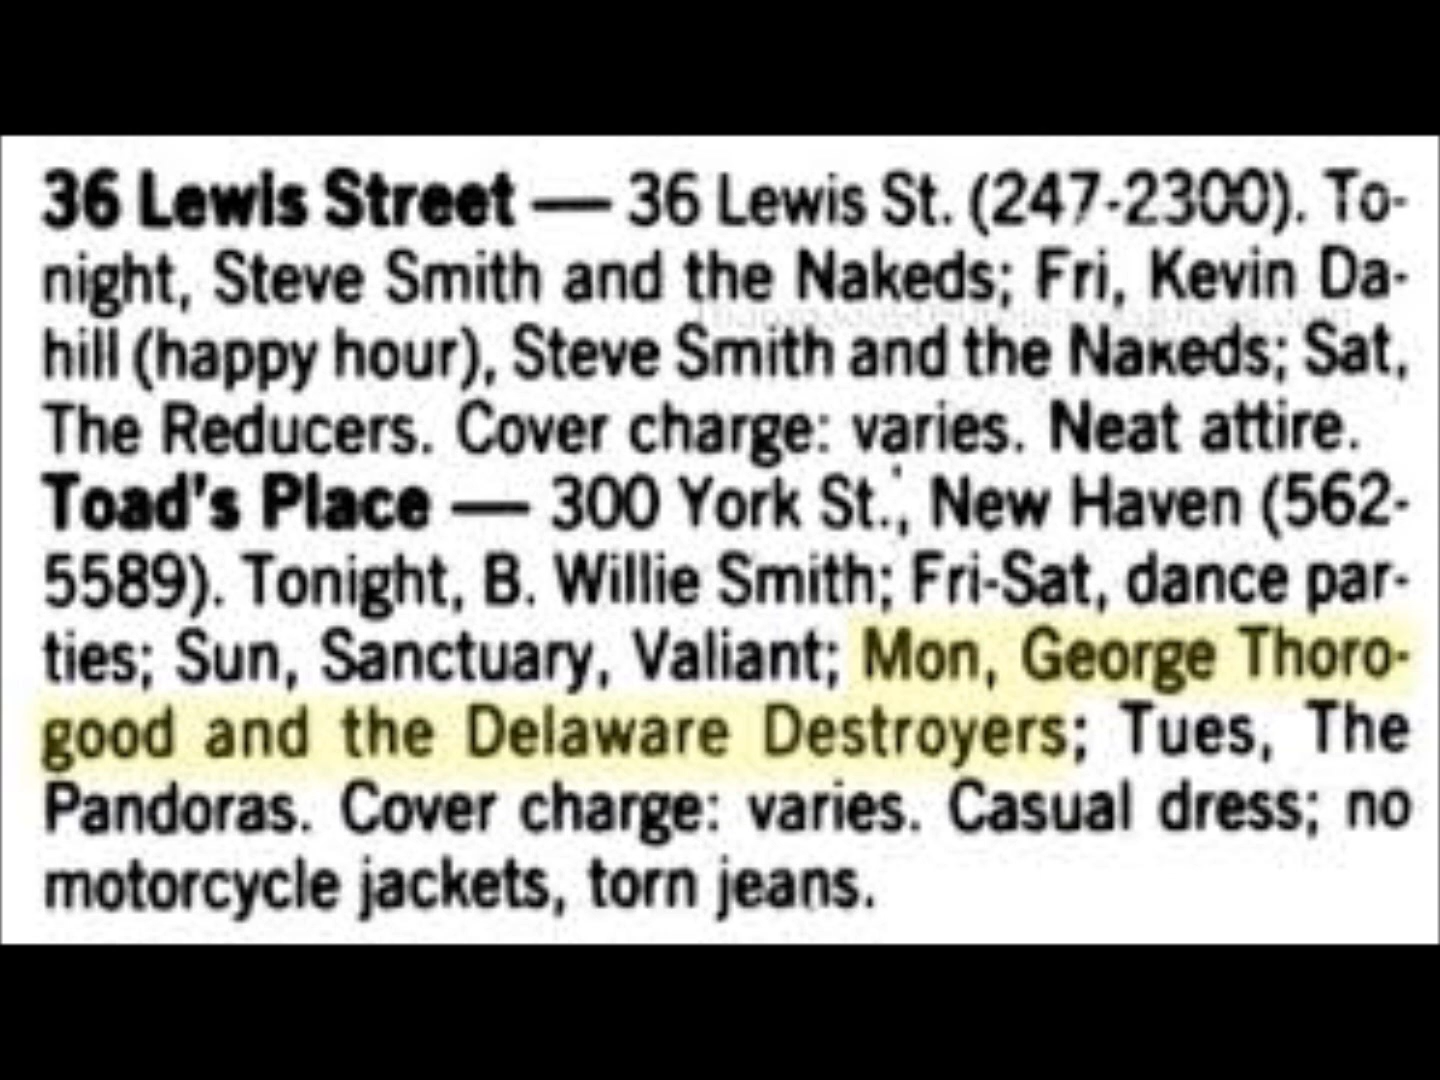 36 Lewis Street — 36 Lewis St. (247-2300). To-
night, Steve Smith and the Nakeds; Fri, Kevin Da-
hill (happy hour), Steve Smith and the Nakeds; Sat,
The Reducers. Cover charge: varies. Neat attire.
Toad's Place — 300 York St., New Haven (562-
5589). Tonight, B. Willie Smith; Fri-Sat, dance par-
ties; Sun, Sanctuary, Valiant; Mon, George Thoro-
good and the Delaware Destroyers; Tues, The
Pandoras. Cover charge: varies. Casual dress; no
motorcycle jackets, torn jeans.